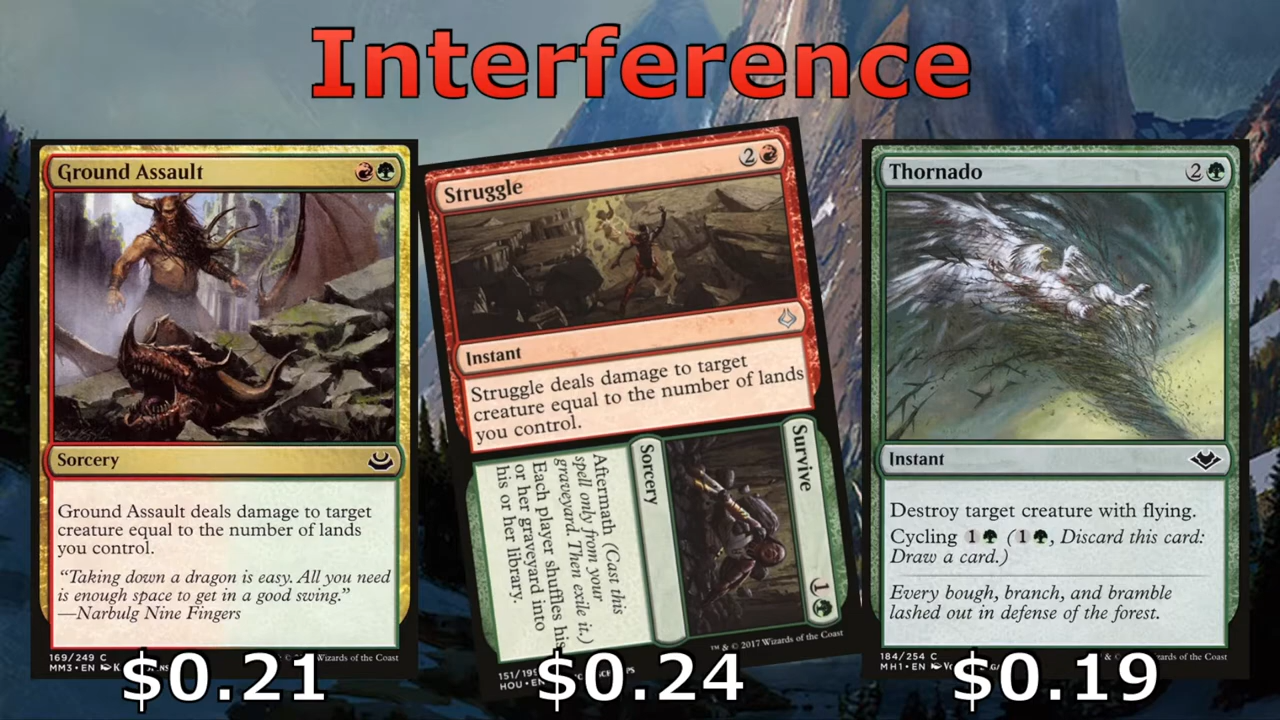 Interference
Ground Assault
Sorcery
Ground Assault deals damage to target
creature equal to the number of lands
you control.
“Taking down a dragon is easy. All you need
is enough space to get in a good swing.”
—Narbulg Nine Fingers
169/249 C
MM3 • EN
Wizards of the Coast
$0.21
Struggle
2
Instant
Struggle deals damage to target
creature equal to the number of lands
you control.
Survive
1
Sorcery
Aftermath (Cast this
spell only from your
graveyard. Then exile it.)
Each player shuffles his
or her graveyard into
his or her library.
™ & © 2017 Wizards of the Coast
HOU • EN
$0.24
Thornado
2
Instant
Destroy target creature with flying.
Cycling 1 (1, Discard this card:
Draw a card.)
Every bough, branch, and bramble
lashed out in defense of the forest.
184/254 C
MH1 • EN
& © Wizards of the Coast
$0.19